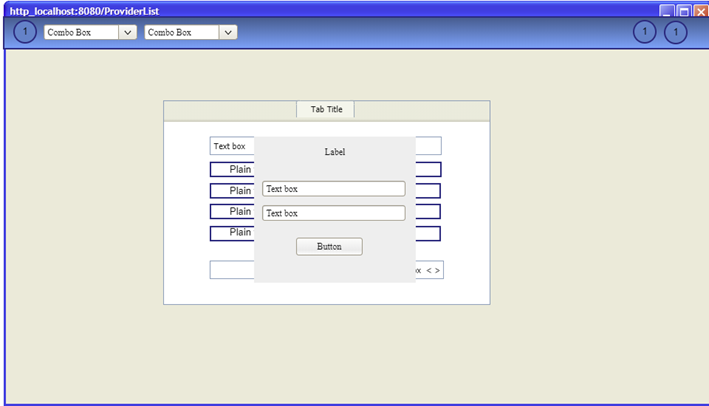 http_localhost:8080/ProviderList
1 Combo Box Combo Box 1 1
Tab Title
Text box
Label
Plain
Text box
Plain
Plain
Text box
Plain
Button
ox < >